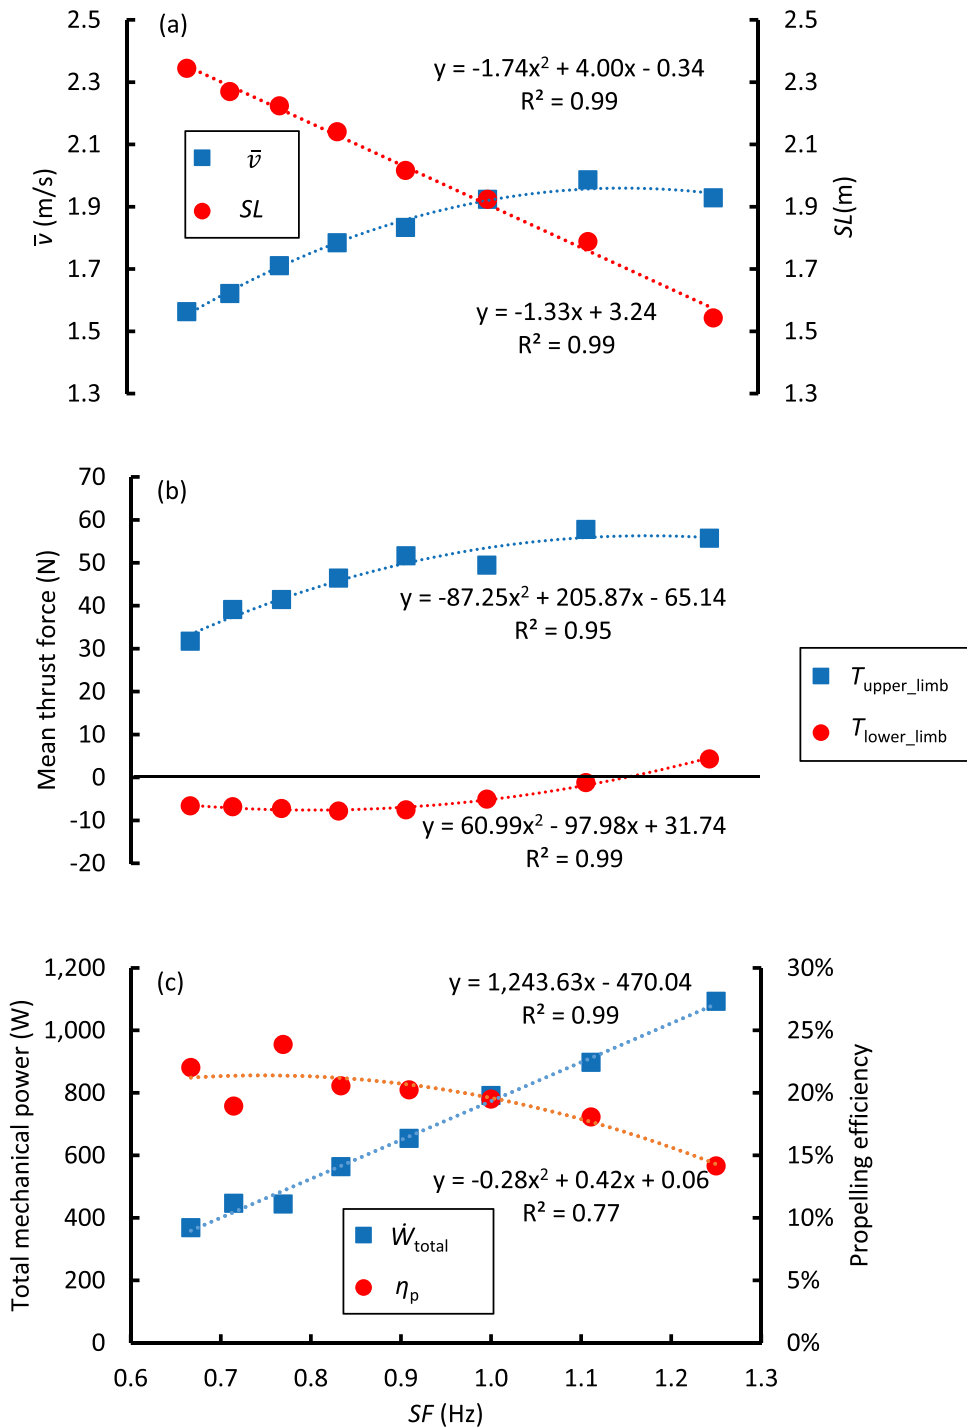 (a)
2.5
2.3
2.1
1.9
1.7
1.5
1.3
v̄ (m/s)
y = -1.74x² + 4.00x - 0.34
R² = 0.99
v̄
SL
y = -1.33x + 3.24
R² = 0.99
2.5
2.3
2.1
1.9
1.7
1.5
1.3
SL(m)
(b)
70
60
50
40
30
20
10
0
-10
-20
Mean thrust force (N)
y = -87.25x² + 205.87x - 65.14
R² = 0.95
y = 60.99x² - 97.98x + 31.74
R² = 0.99
T upper_limb
T lower_limb
(c)
1,200
1,000
800
600
400
200
0
Total mechanical power (W)
y = 1,243.63x - 470.04
R² = 0.99
y = -0.28x² + 0.42x + 0.06
R² = 0.77
Ẇ total
η p
30%
25%
20%
15%
10%
5%
0%
Propelling efficiency
0.6 0.7 0.8 0.9 1.0 1.1 1.2 1.3
SF (Hz)